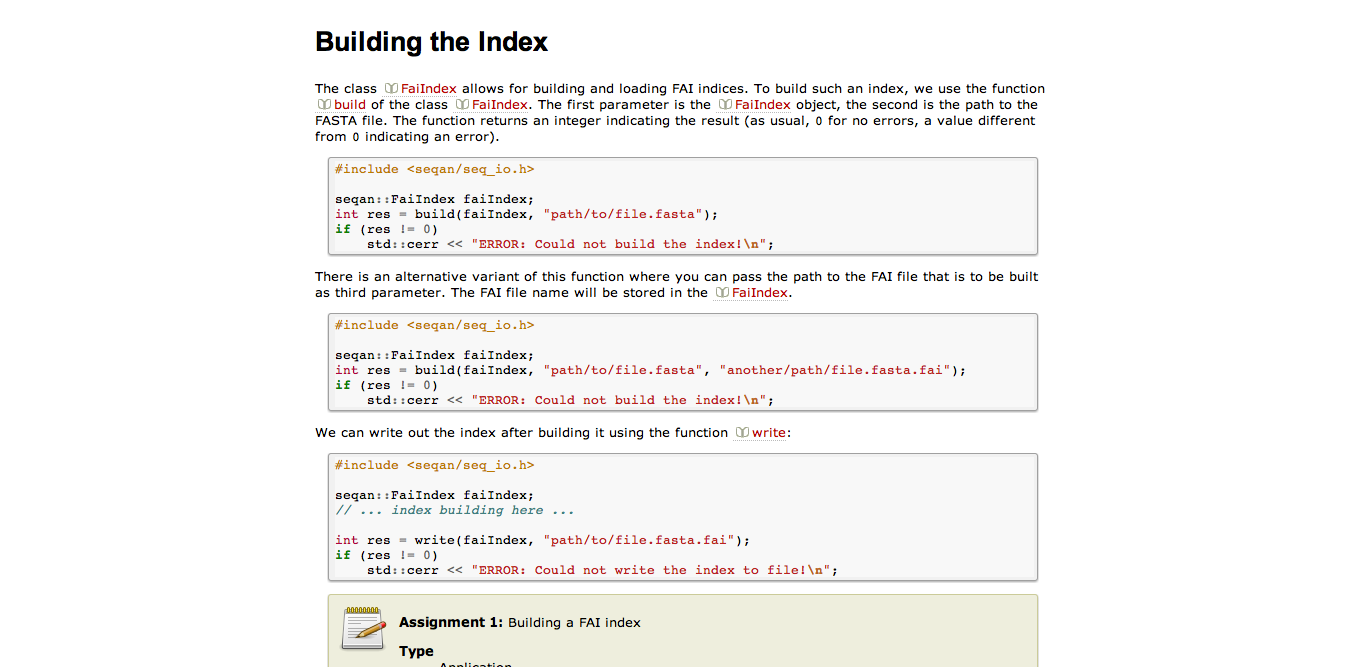 Building the Index
The class FaiIndex allows for building and loading FAI indices. To build such an index, we use the function
build of the class FaiIndex. The first parameter is the FaiIndex object, the second is the path to the
FASTA file. The function returns an integer indicating the result (as usual, 0 for no errors, a value different
from 0 indicating an error).
#include <seqan/seq_io.h>
seqan::FaiIndex faiIndex;
int res = build(faiIndex, "path/to/file.fasta");
if (res != 0)
    std::cerr << "ERROR: Could not build the index!\n";
There is an alternative variant of this function where you can pass the path to the FAI file that is to be built
as third parameter. The FAI file name will be stored in the FaiIndex.
#include <seqan/seq_io.h>
seqan::FaiIndex faiIndex;
int res = build(faiIndex, "path/to/file.fasta", "another/path/file.fasta.fai");
if (res != 0)
    std::cerr << "ERROR: Could not build the index!\n";
We can write out the index after building it using the function write:
#include <seqan/seq_io.h>
seqan::FaiIndex faiIndex;
// ... index building here ...
int res = write(faiIndex, "path/to/file.fasta.fai");
if (res != 0)
    std::cerr << "ERROR: Could not write the index to file!\n";
Assignment 1: Building a FAI index
Type
Application